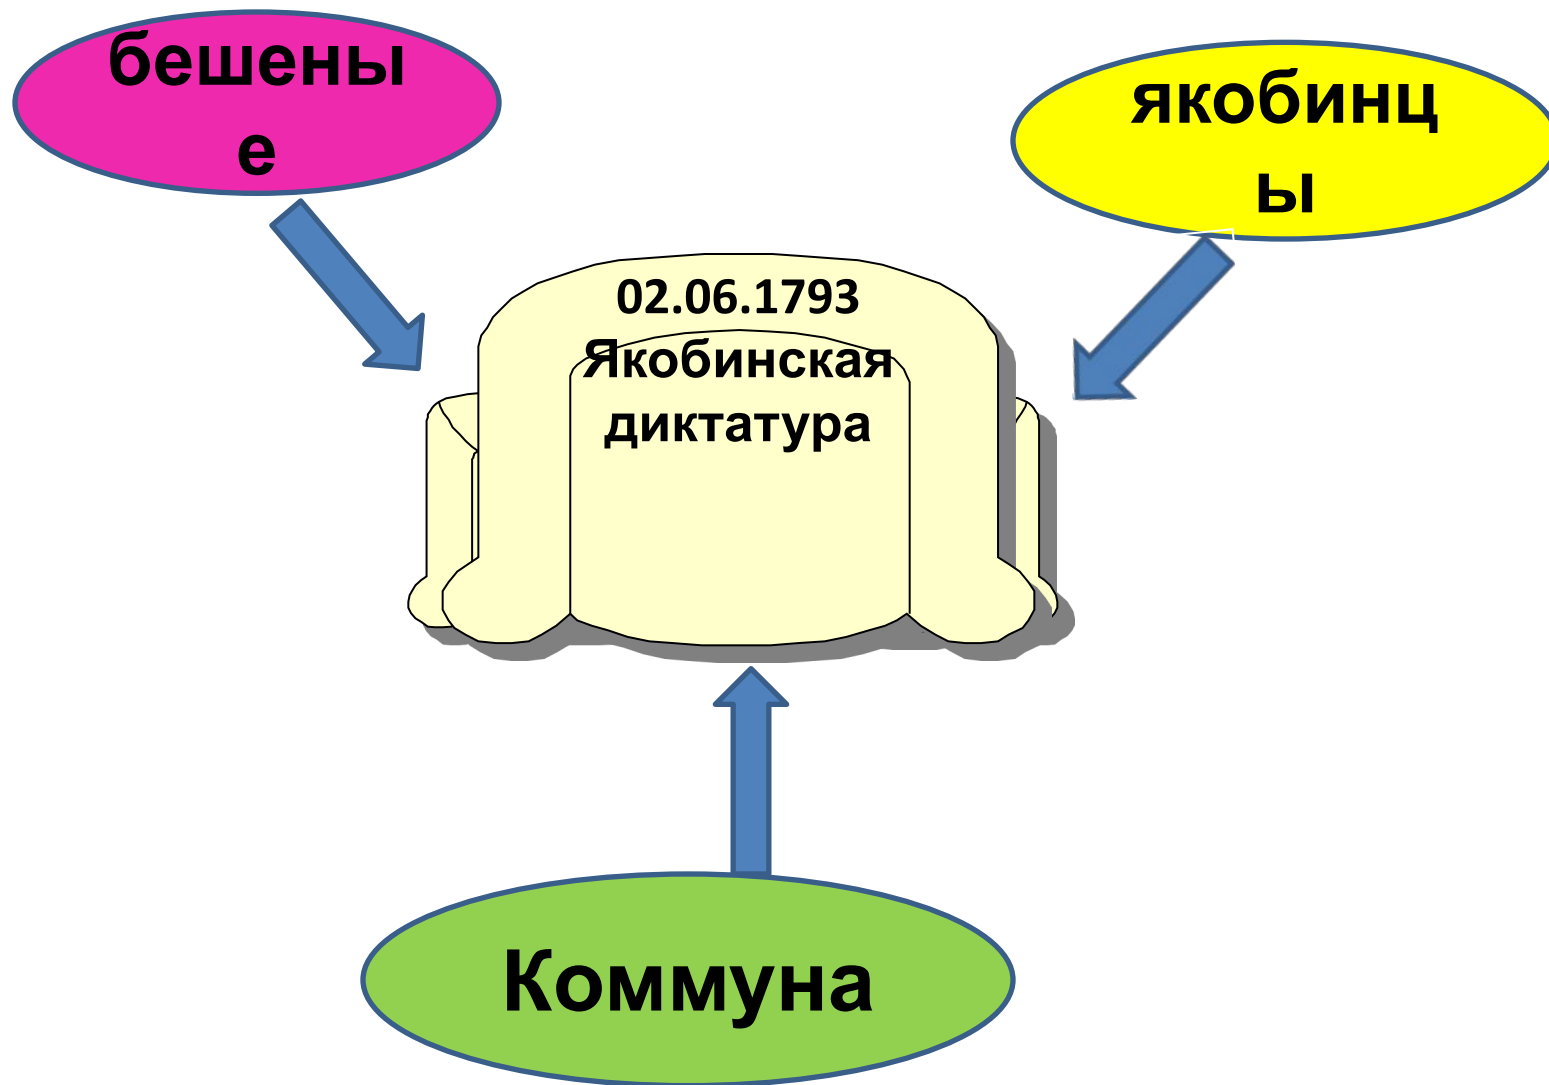 бешены
е
якобинц
ы
02.06.1793
Якобинская
диктатура
Коммуна